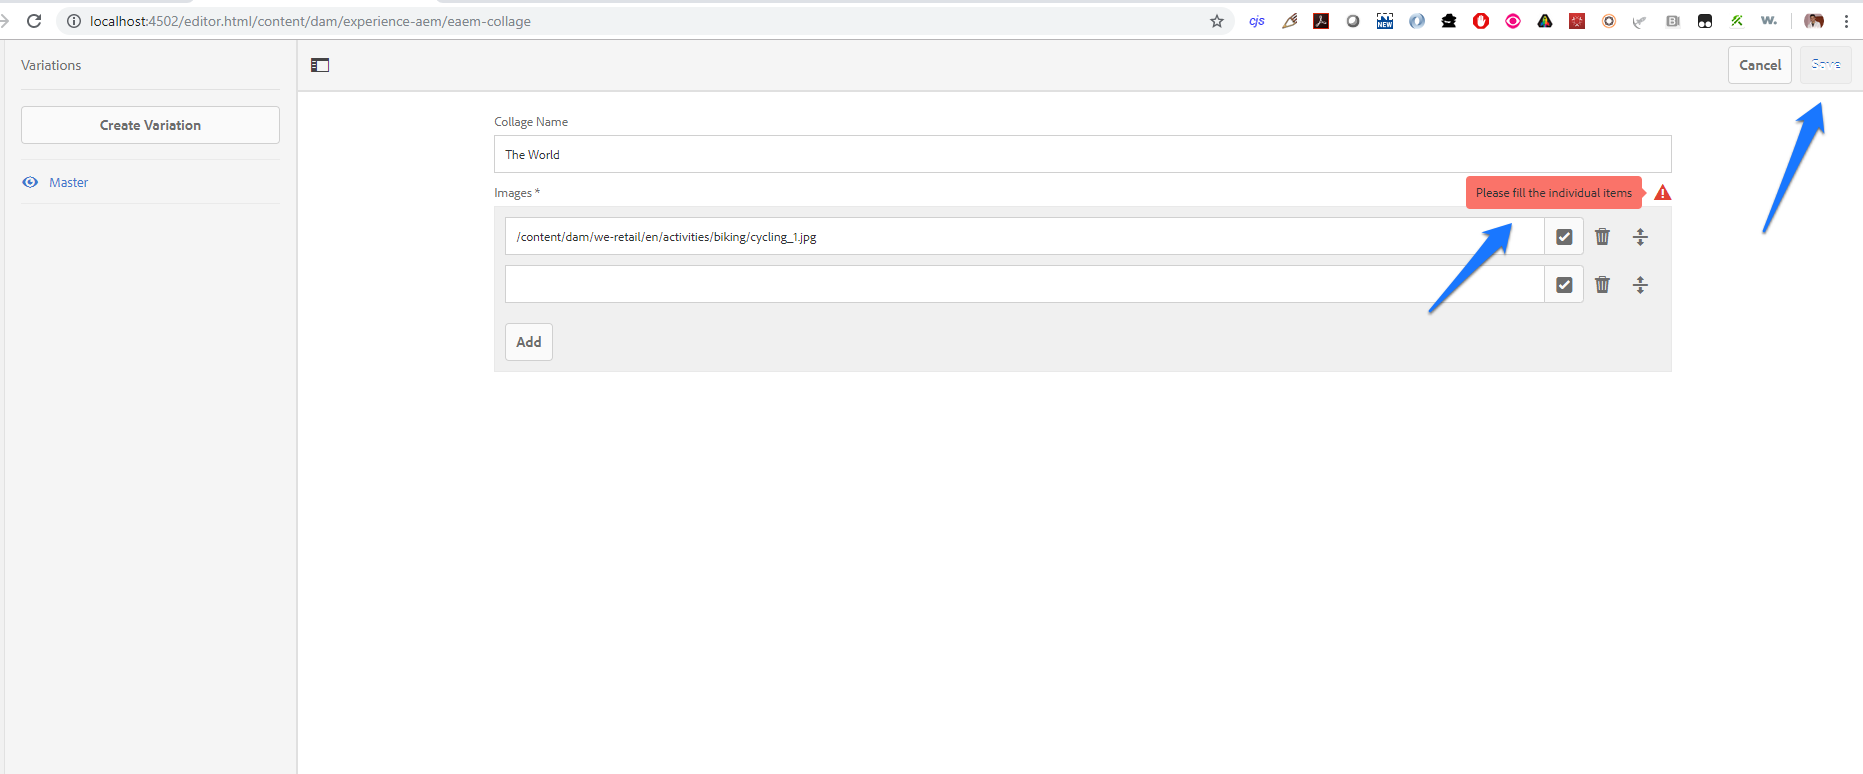 localhost:4502/editor.html/content/dam/experience-aem/eaem-collage
cjs
NEW
w.
Variations
Cancel
Save
Create Variation
Collage Name
The World
Master
Images *
Please fill the individual items
/content/dam/we-retail/en/activities/biking/cycling_1.jpg
Add